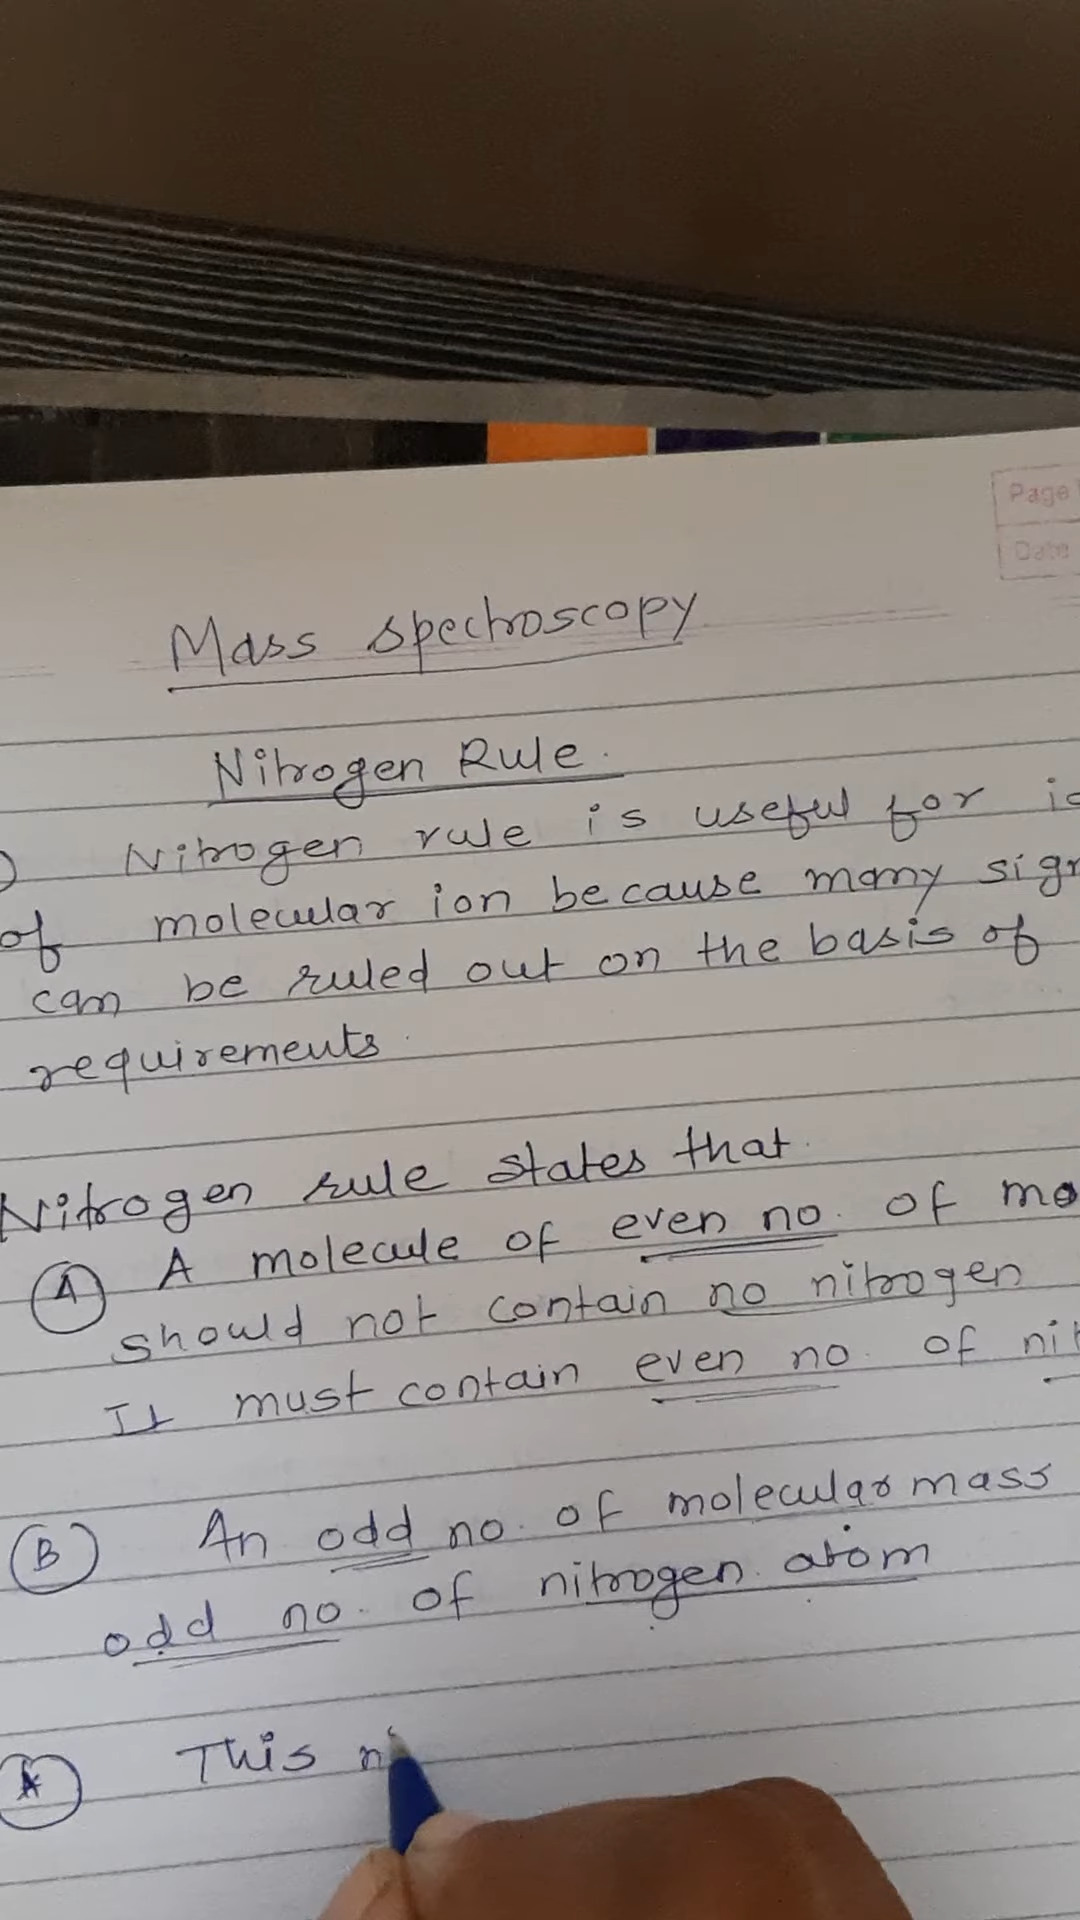 Page
Date
Mass spectroscopy
Nitrogen Rule.
Nitrogen rule is useful for
of molecular ion because many
can be ruled out on the basis of
requirements.
Nitrogen rule states that.
A A molecule of even no. of
should not contain no nitrogen
It must contain even no. of
B An odd no. of molecular mass
odd no. of nitrogen. atom
This